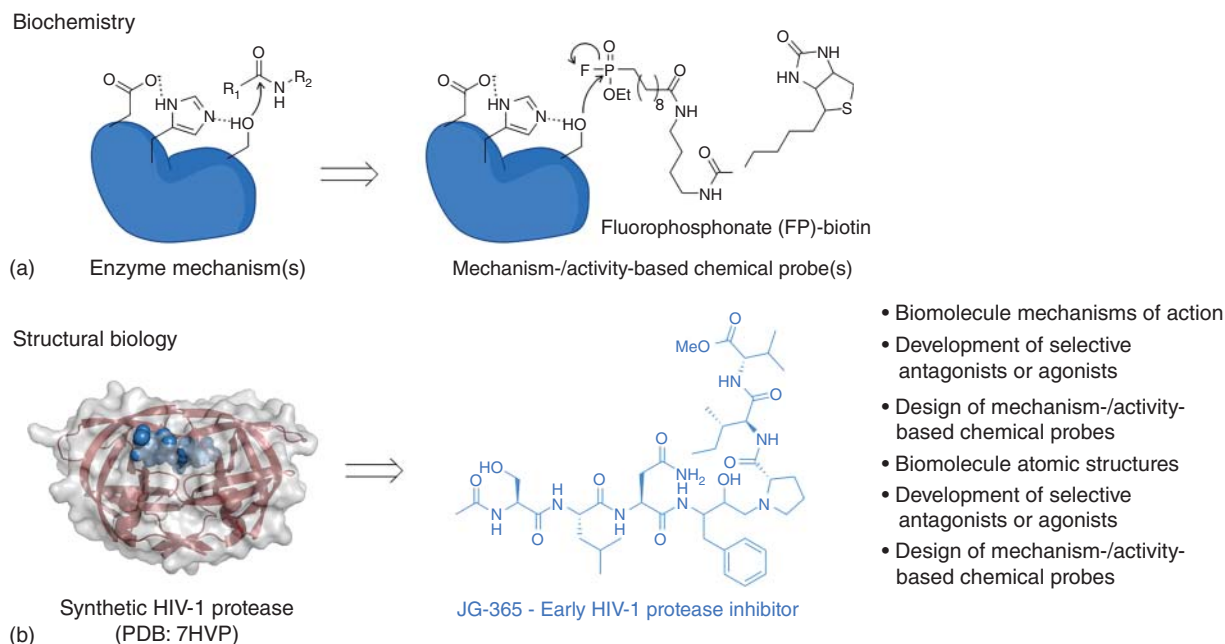 Biochemistry
O
O-
R1
N
H
R2
HN
N
HO
(a)
Enzyme mechanism(s)
O
O-
HN
N
HO
O
F
P
OEt
8
O
NH
O
NH
O
HN
HN
NH
S
Fluorophosphonate (FP)-biotin
Mechanism-/activity-based chemical probe(s)
Structural biology
Synthetic HIV-1 protease
(PDB: 7HVP)
(b)
O
MeO
NH
O
NH
O
HO
O
NH2
O
N
H
O
H
N
O
N
H
O
H
N
OH
N
O
JG-365 - Early HIV-1 protease inhibitor
• Biomolecule mechanisms of action
• Development of selective
antagonists or agonists
• Design of mechanism-/activity-
based chemical probes
• Biomolecule atomic structures
• Development of selective
antagonists or agonists
• Design of mechanism-/activity-
based chemical probes